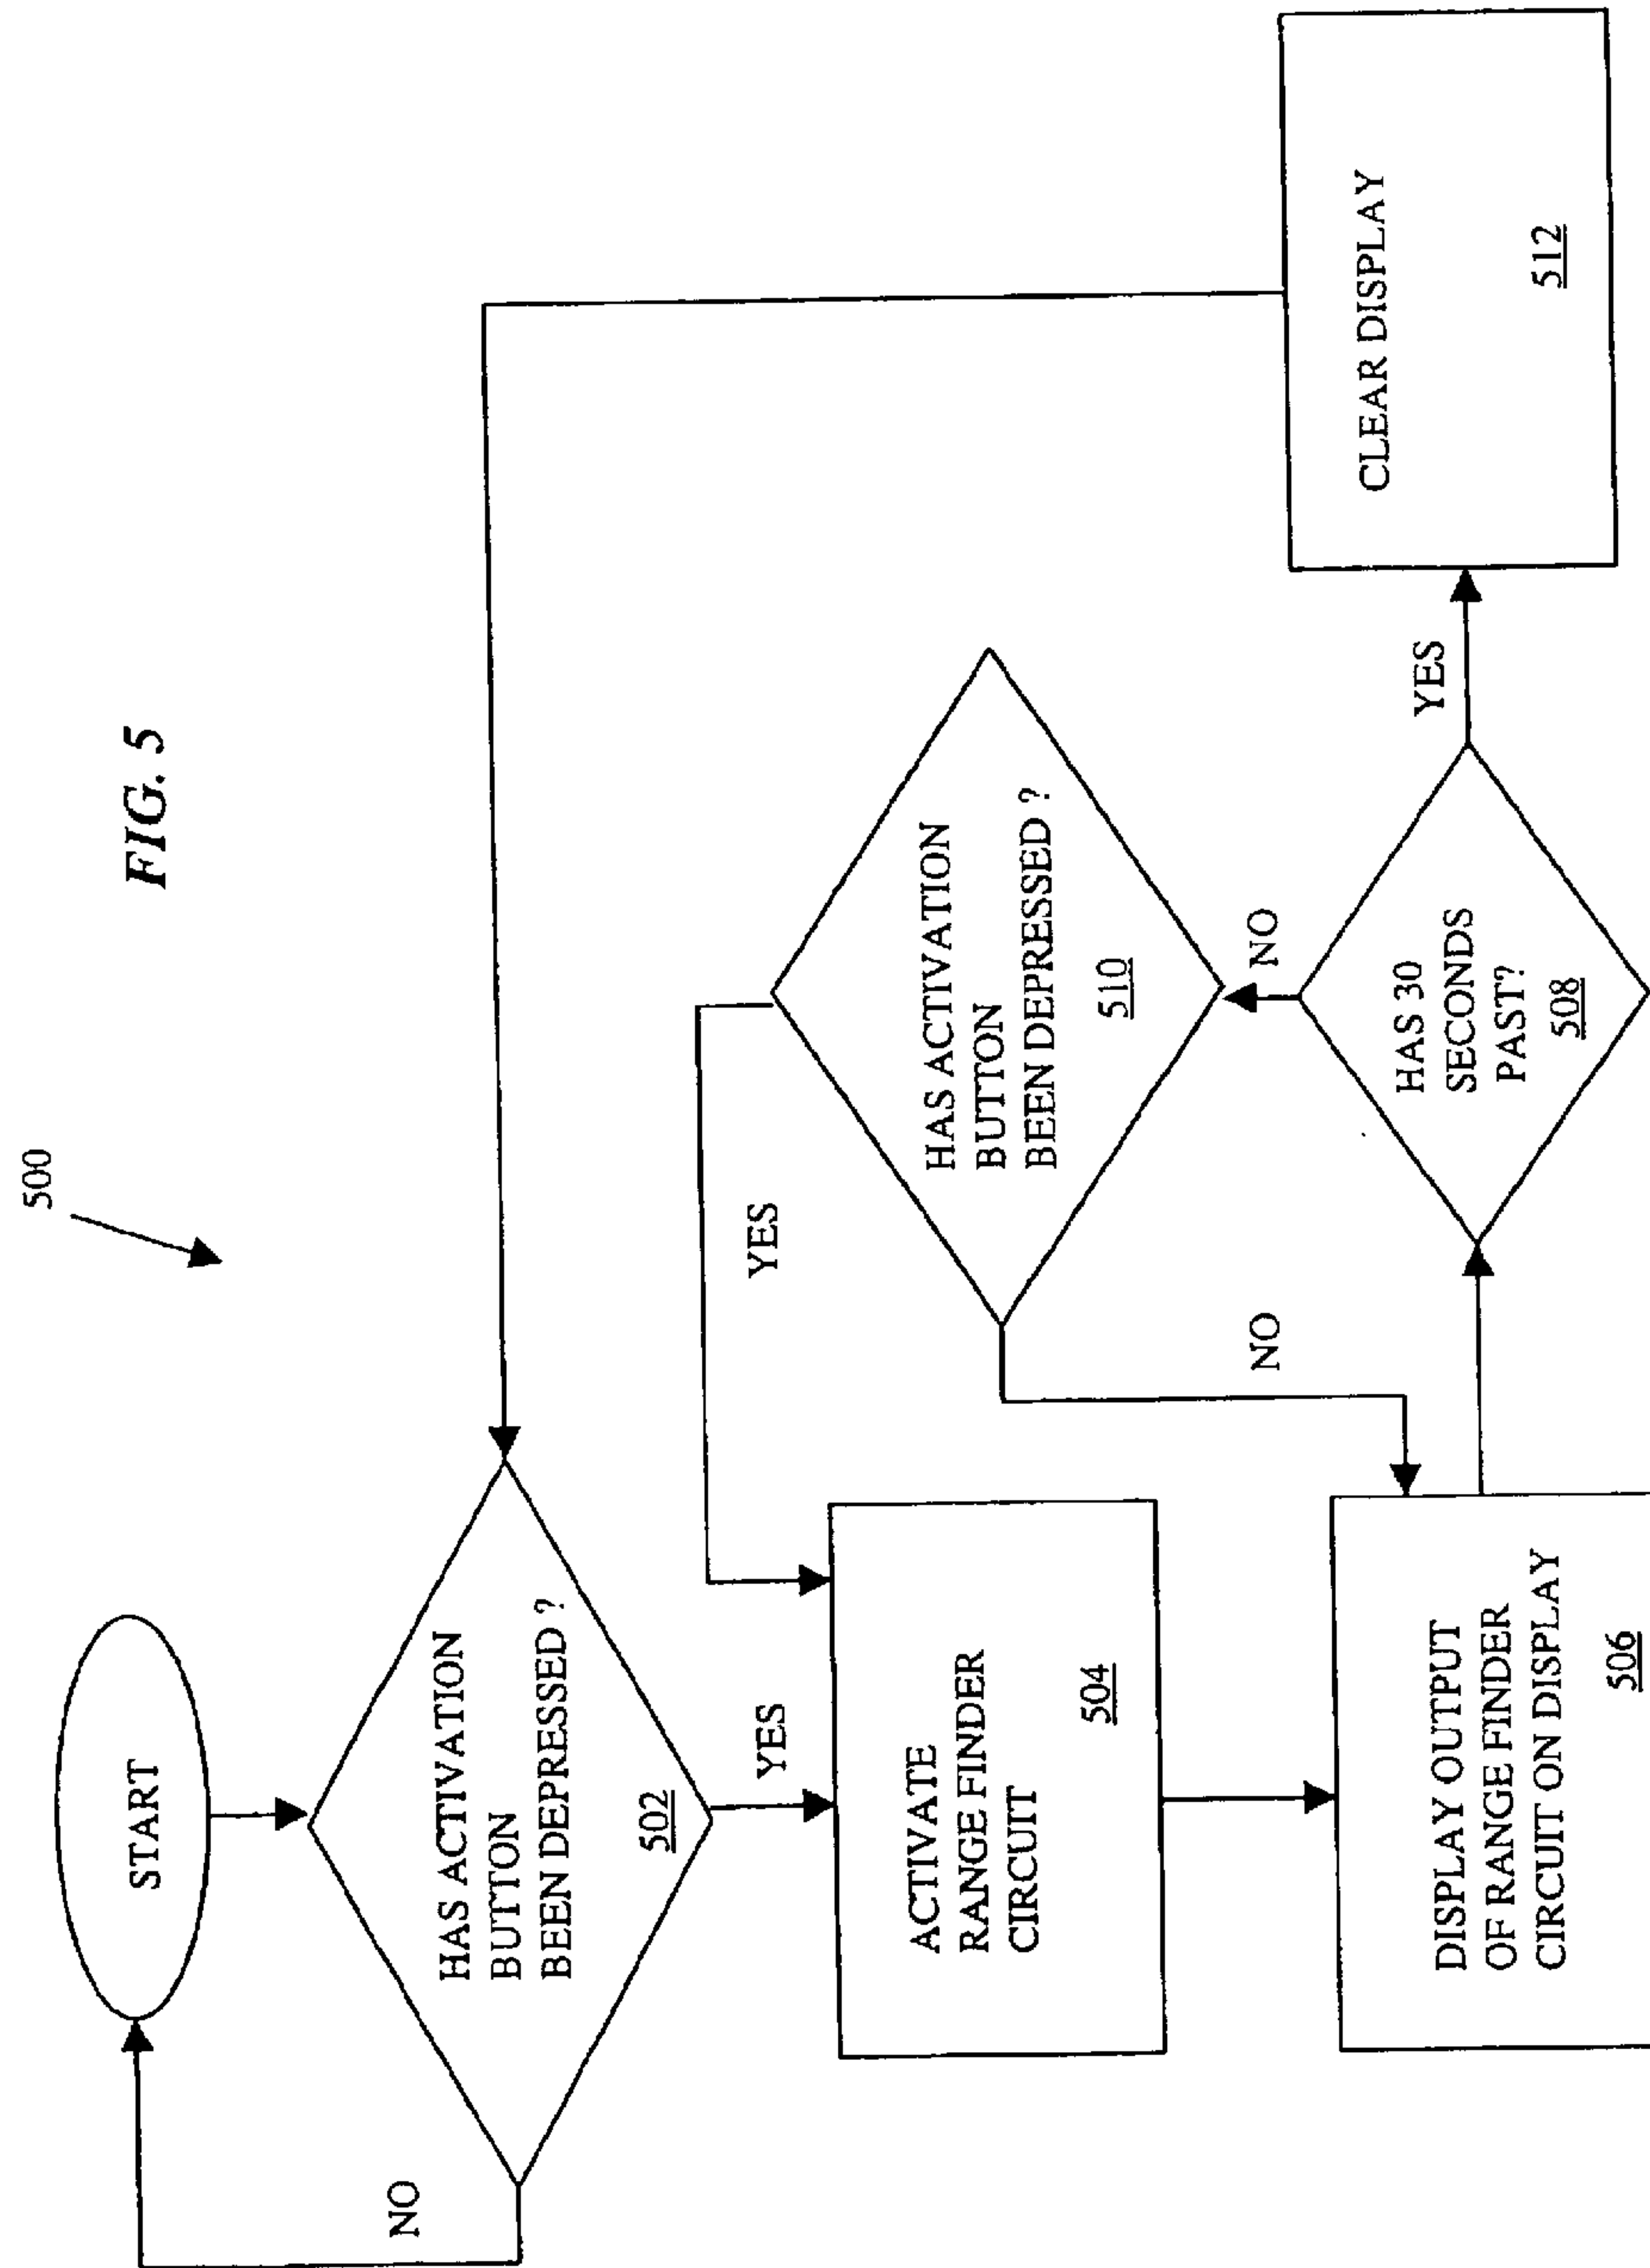 FIG. 5
500
START
HAS ACTIVATION
BUTTON
BEEN DEPRESSED ?
502
NO
YES
ACTIVATE
RANGE FINDER
CIRCUIT
504
DISPLAY OUTPUT
OF RANGE FINDER
CIRCUIT ON DISPLAY
506
HAS 30
SECONDS
PAST?
508
NO
YES
HAS ACTIVATION
BUTTON
BEEN DEPRESSED ?
510
YES
NO
CLEAR DISPLAY
512